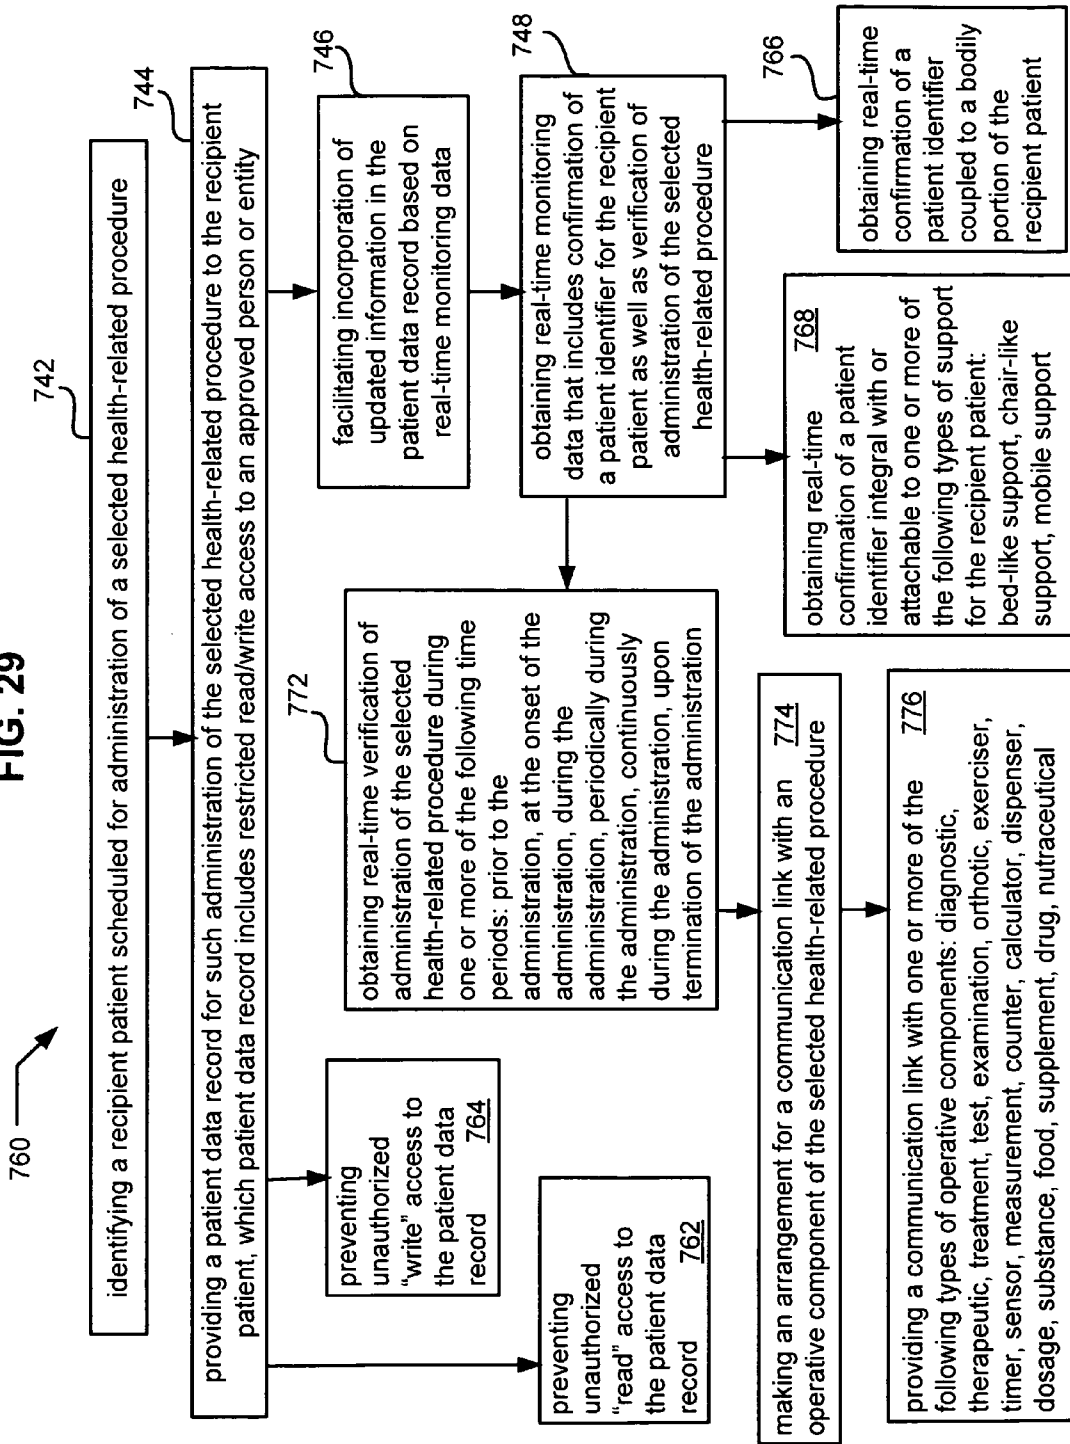 FIG. 29
760
742
identifying a recipient patient scheduled for administration of a selected health-related procedure
744
providing a patient data record for such administration of the selected health-related procedure to the recipient
patient, which patient data record includes restricted read/write access to an approved person or entity
746
facilitating incorporation of
updated information in the
patient data record based on
real-time monitoring data
748
obtaining real-time monitoring
data that includes confirmation of
a patient identifier for the recipient
patient as well as verification of
administration of the selected
health-related procedure
766
obtaining real-time
confirmation of a
patient identifier
coupled to a bodily
portion of the
recipient patient
768
obtaining real-time
confirmation of a patient
identifier integral with or
attachable to one or more of
the following types of support
for the recipient patient:
bed-like support, chair-like
support, mobile support
772
obtaining real-time verification of
administration of the selected
health-related procedure during
one or more of the following time
periods: prior to the
administration, at the onset of the
administration, during the
administration, periodically during
the administration, continuously
during the administration, upon
termination of the administration
preventing
unauthorized
“write” access to
the patient data
record 764
preventing
unauthorized
“read” access to
the patient data
record 762
making an arrangement for a communication link with an 774
operative component of the selected health-related procedure
providing a communication link with one or more of the 776
following types of operative components: diagnostic,
therapeutic, treatment, test, examination, orthotic, exerciser,
timer, sensor, measurement, counter, calculator, dispenser,
dosage, substance, food, supplement, drug, nutraceutical